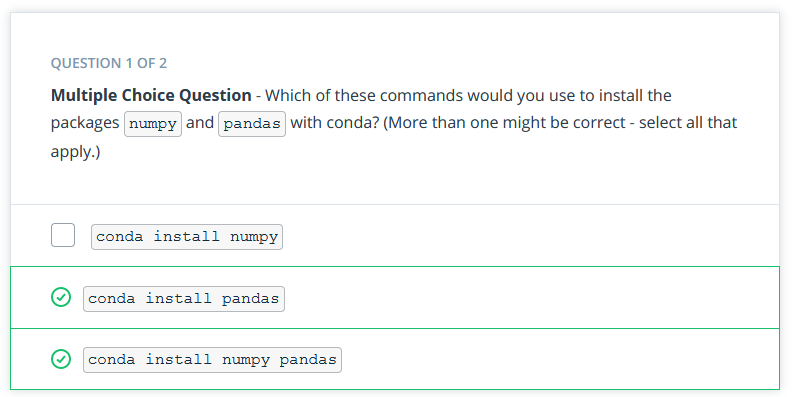 QUESTION 1 OF 2
Multiple Choice Question - Which of these commands would you use to install the
packages numpy and pandas with conda? (More than one might be correct - select all that
apply.)
conda install numpy
conda install pandas
conda install numpy pandas